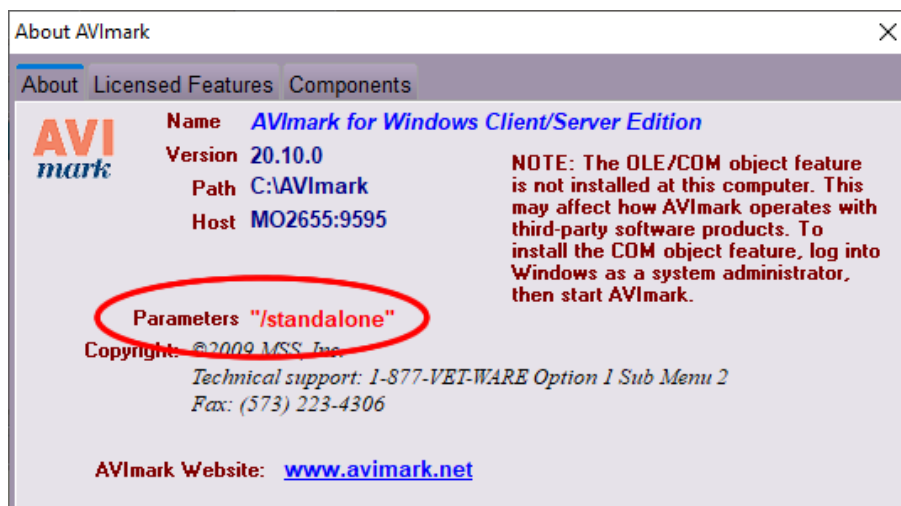 About AVImark
About Licensed Features Components
AVI
mark
Name AVImark for Windows Client/Server Edition
Version 20.10.0
Path C:\AVImark
Host MO2655:9595
NOTE: The OLE/COM object feature
is not installed at this computer. This
may affect how AVImark operates with
third-party software products. To
install the COM object feature, log into
Windows as a system administrator,
then start AVImark.
Parameters "/standalone"
Copyright: ©2009 MSS, Inc.
Technical support: 1-877-VET-WARE Option 1 Sub Menu 2
Fax: (573) 223-4306
AVImark Website: www.avimark.net